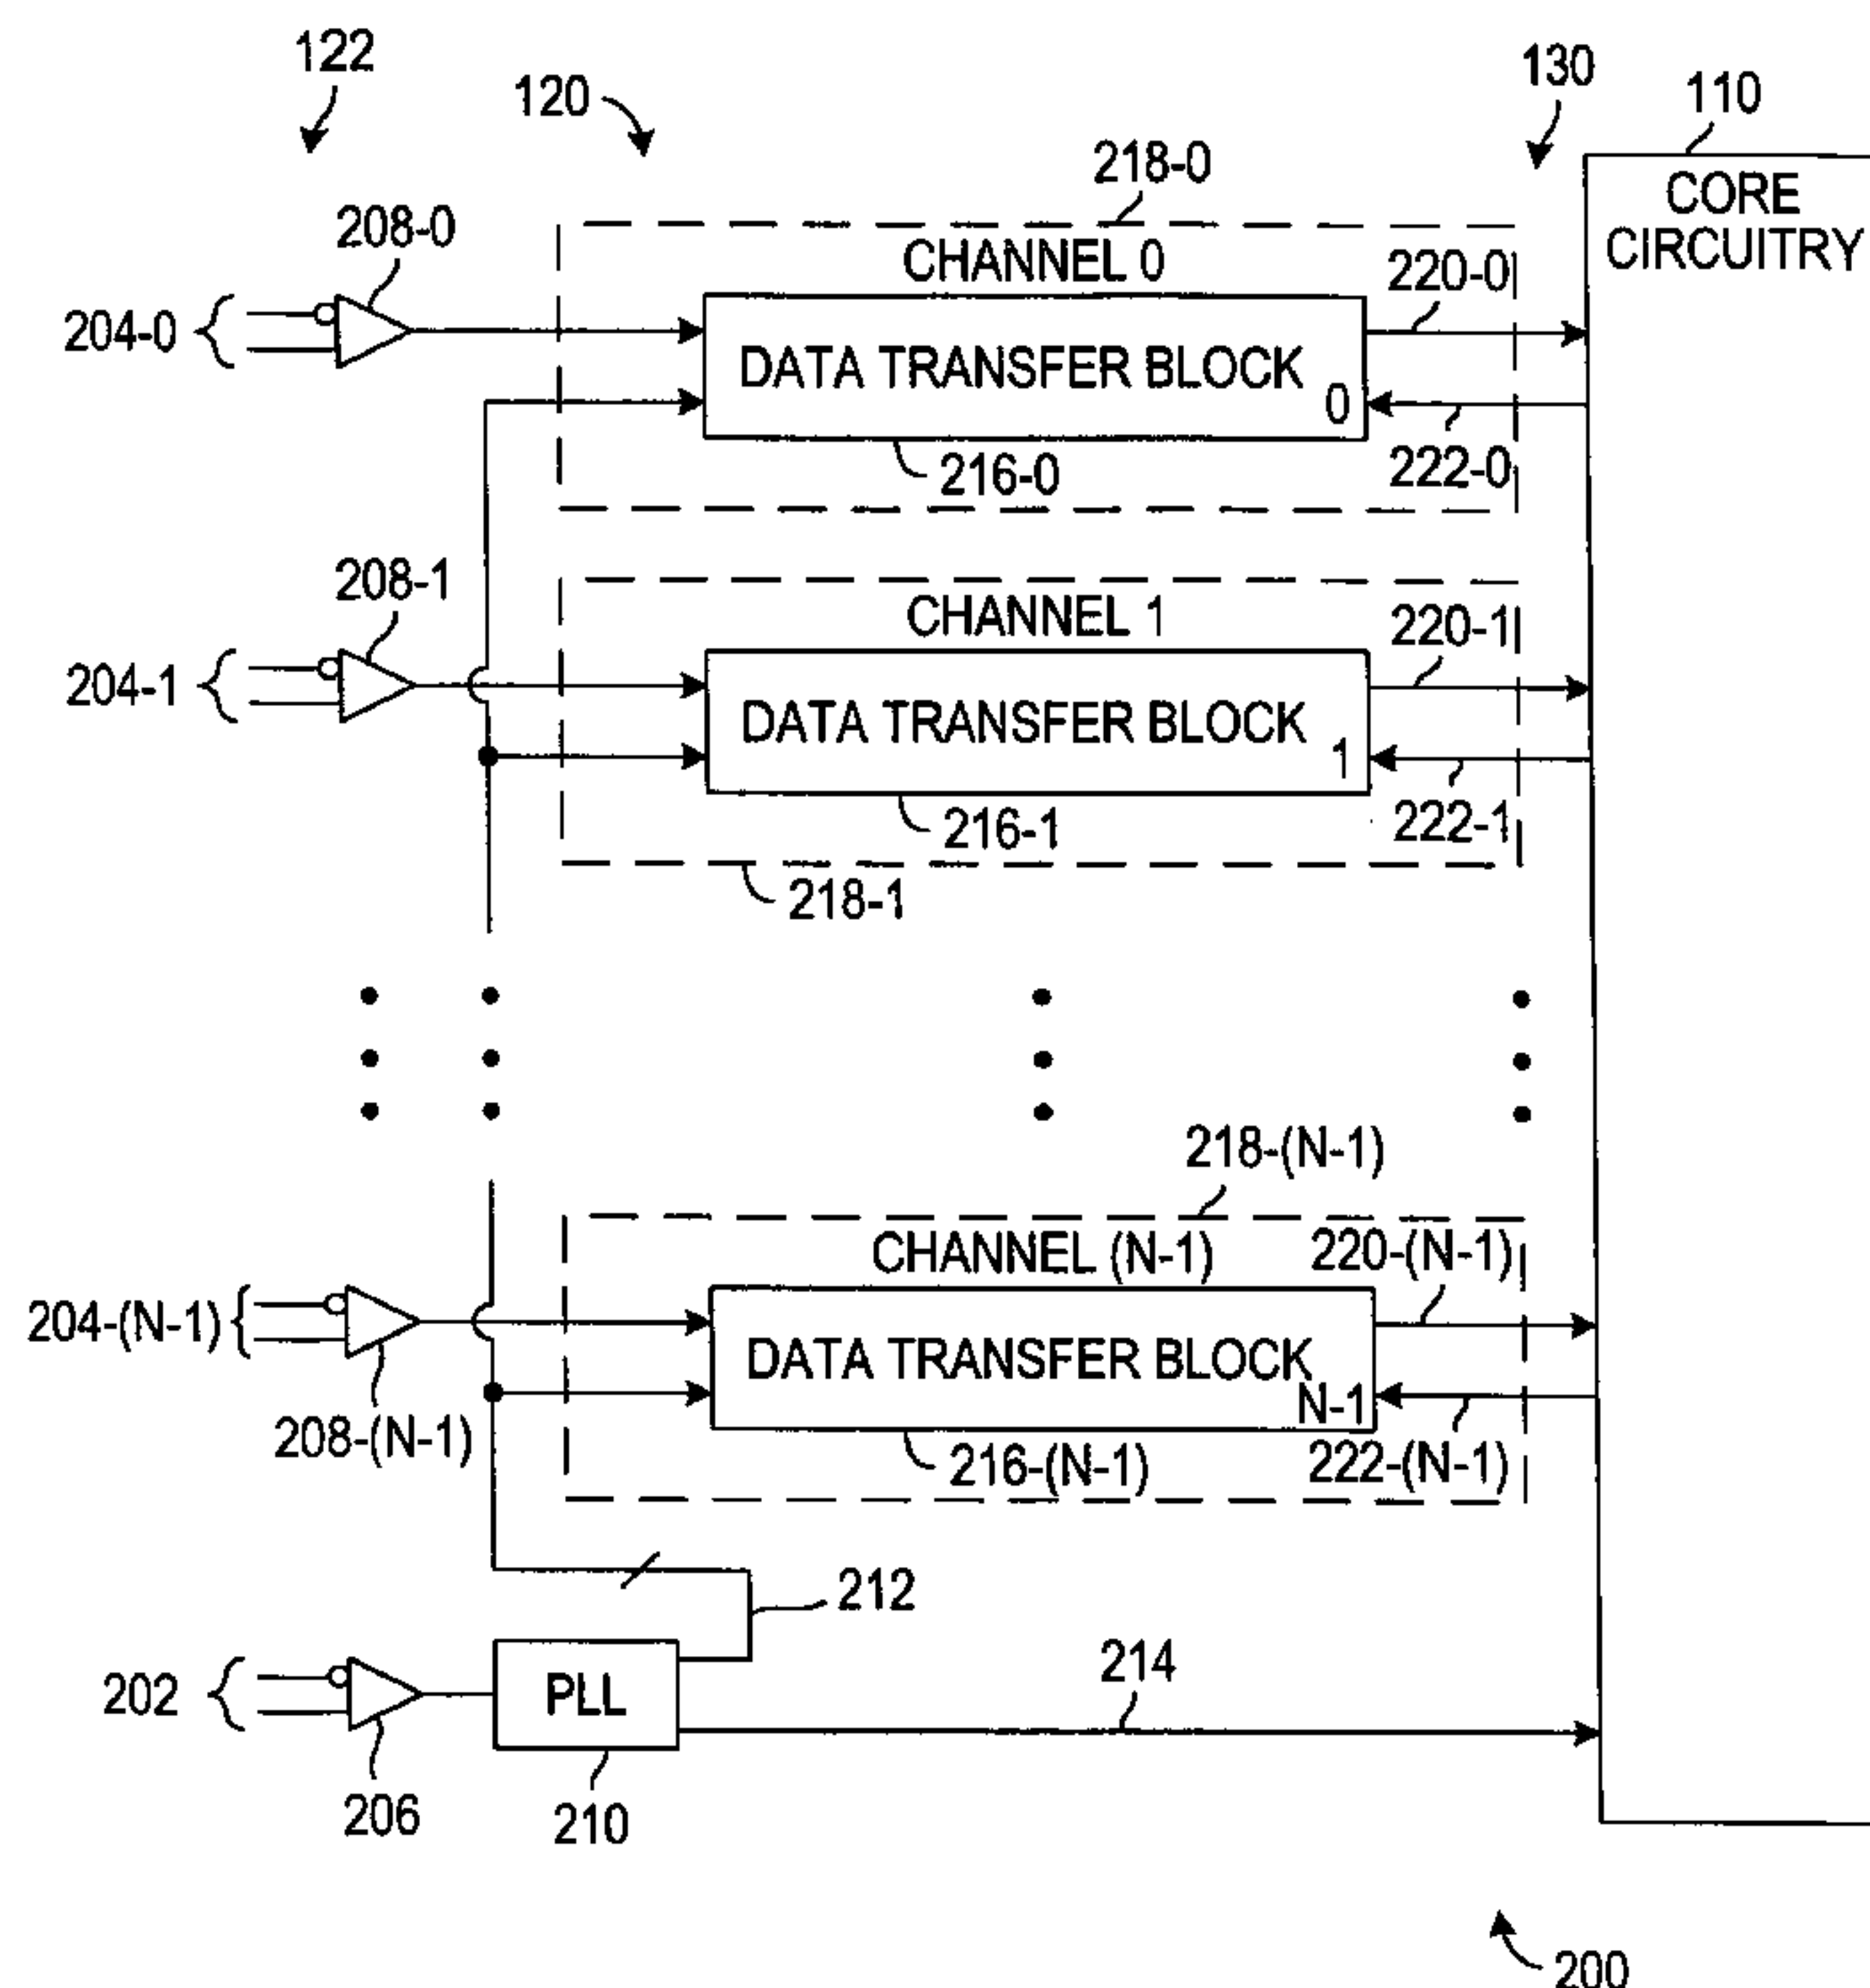 122
120
130
110
218-0
CORE
CIRCUITRY
208-0
CHANNEL 0
220-0
204-0
DATA TRANSFER BLOCK
0
216-0
222-0
208-1
CHANNEL 1
220-1
204-1
DATA TRANSFER BLOCK
1
216-1
222-1
218-1
218-(N-1)
CHANNEL (N-1)
220-(N-1)
204-(N-1)
DATA TRANSFER BLOCK
N-1
208-(N-1)
216-(N-1)
222-(N-1)
212
202
PLL
214
206
210
200